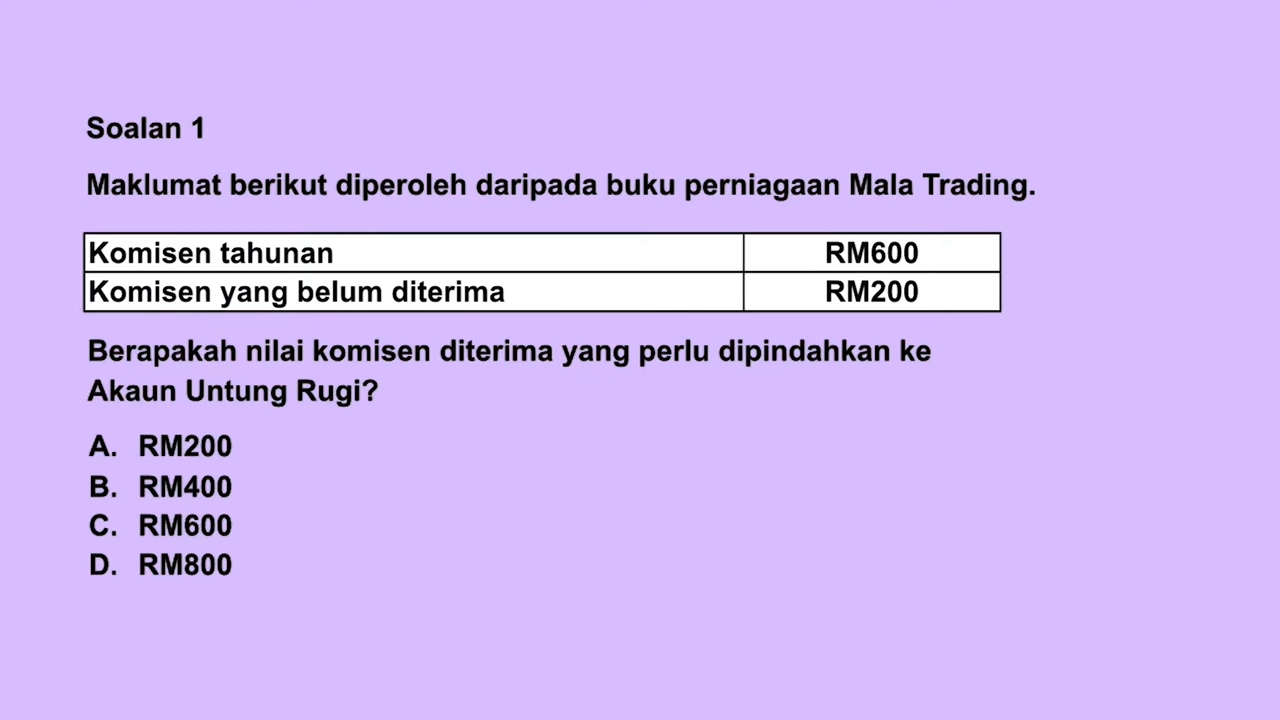 Soalan 1
Maklumat berikut diperoleh daripada buku perniagaan Mala Trading.
Komisen tahunan RM600
Komisen yang belum diterima RM200
Berapakah nilai komisen diterima yang perlu dipindahkan ke
Akaun Untung Rugi?
A. RM200
B. RM400
C. RM600
D. RM800